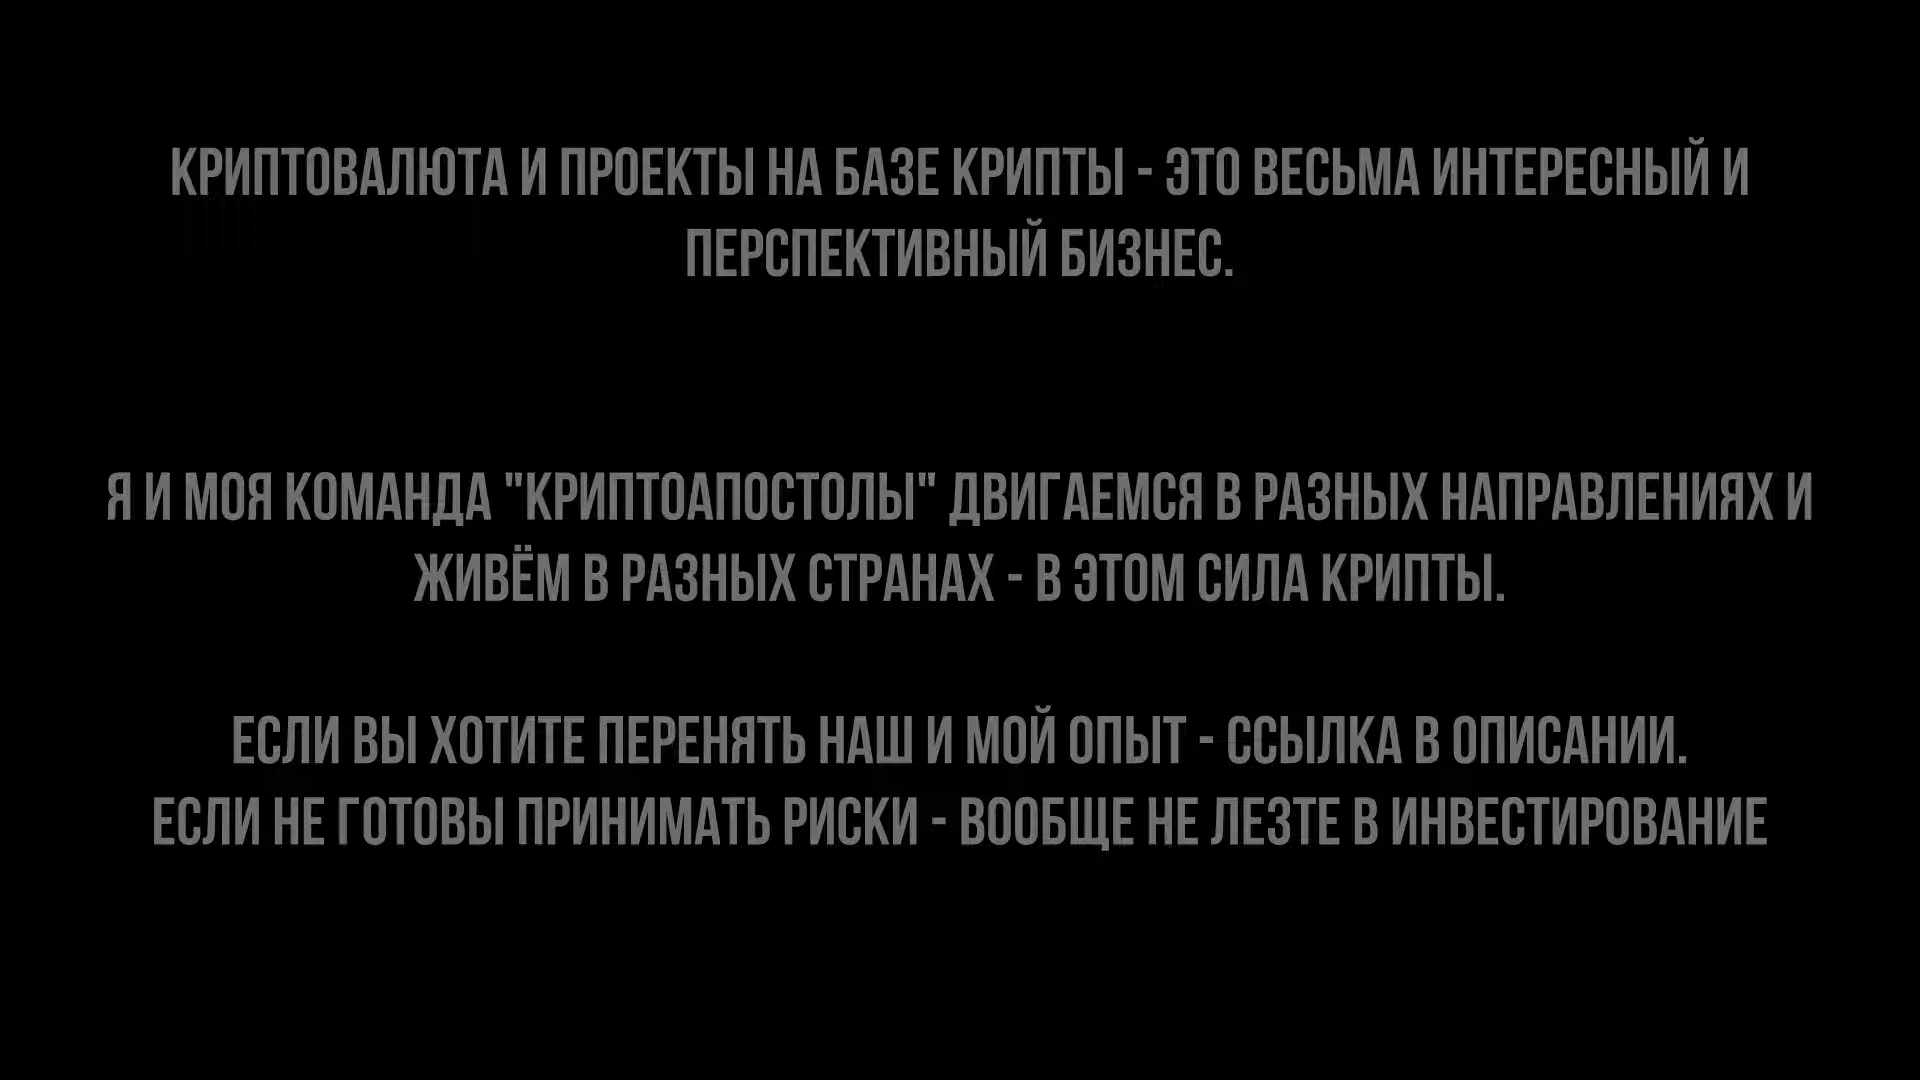 КРИПТОВАЛЮТА И ПРОЕКТЫ НА БАЗЕ КРИПТЫ - ЭТО ВЕСЬМА ИНТЕРЕСНЫЙ И
ПЕРСПЕКТИВНЫЙ БИЗНЕС.
Я И МОЯ КОМАНДА "КРИПТОАПОСТОЛЫ" ДВИГАЕМСЯ В РАЗНЫХ НАПРАВЛЕНИЯХ И
ЖИВЁМ В РАЗНЫХ СТРАНАХ - В ЭТОМ СИЛА КРИПТЫ.
ЕСЛИ ВЫ ХОТИТЕ ПЕРЕНЯТЬ НАШ И МОЙ ОПЫТ - ССЫЛКА В ОПИСАНИИ.
ЕСЛИ НЕ ГОТОВЫ ПРИНИМАТЬ РИСКИ - ВООБЩЕ НЕ ЛЕЗТЕ В ИНВЕСТИРОВАНИЕ